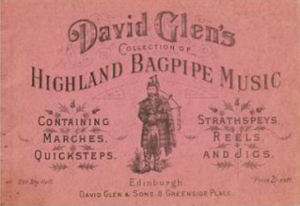 David Glen's
COLLECTION OF
HIGHLAND BAGPIPE MUSIC
CONTAINING
MARCHES,
QUICKSTEPS,
STRATHSPEYS,
REELS,
AND JIGS.
Edinburgh
DAVID GLEN & SONS, 8 GREENSIDE PLACE.